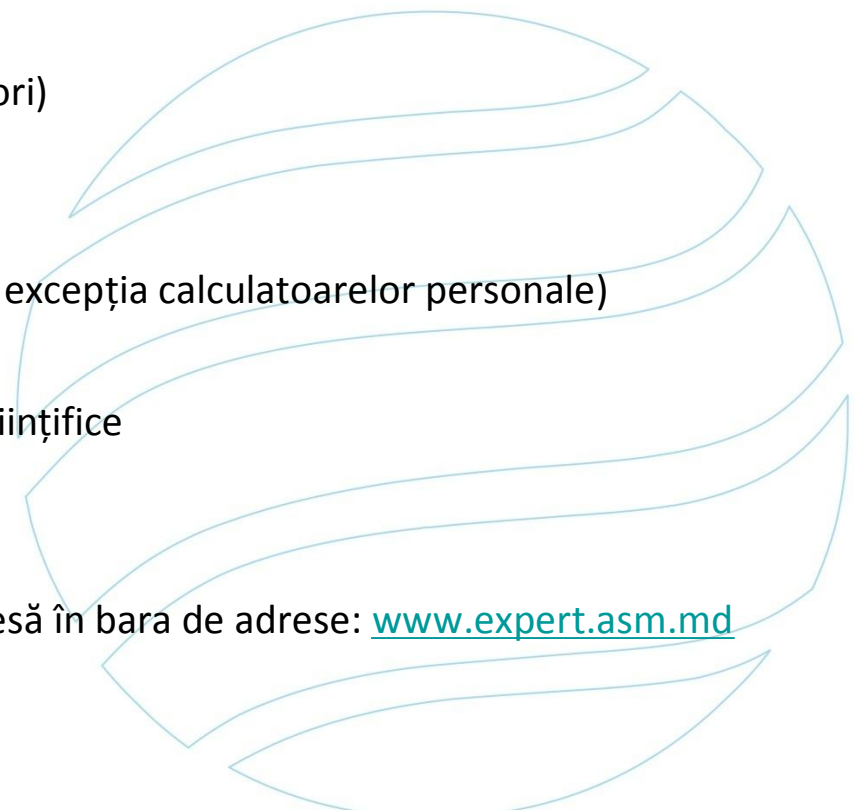 ori)
excepția calculatoarelor personale)
iințifice
esă în bara de adrese: www.expert.asm.md